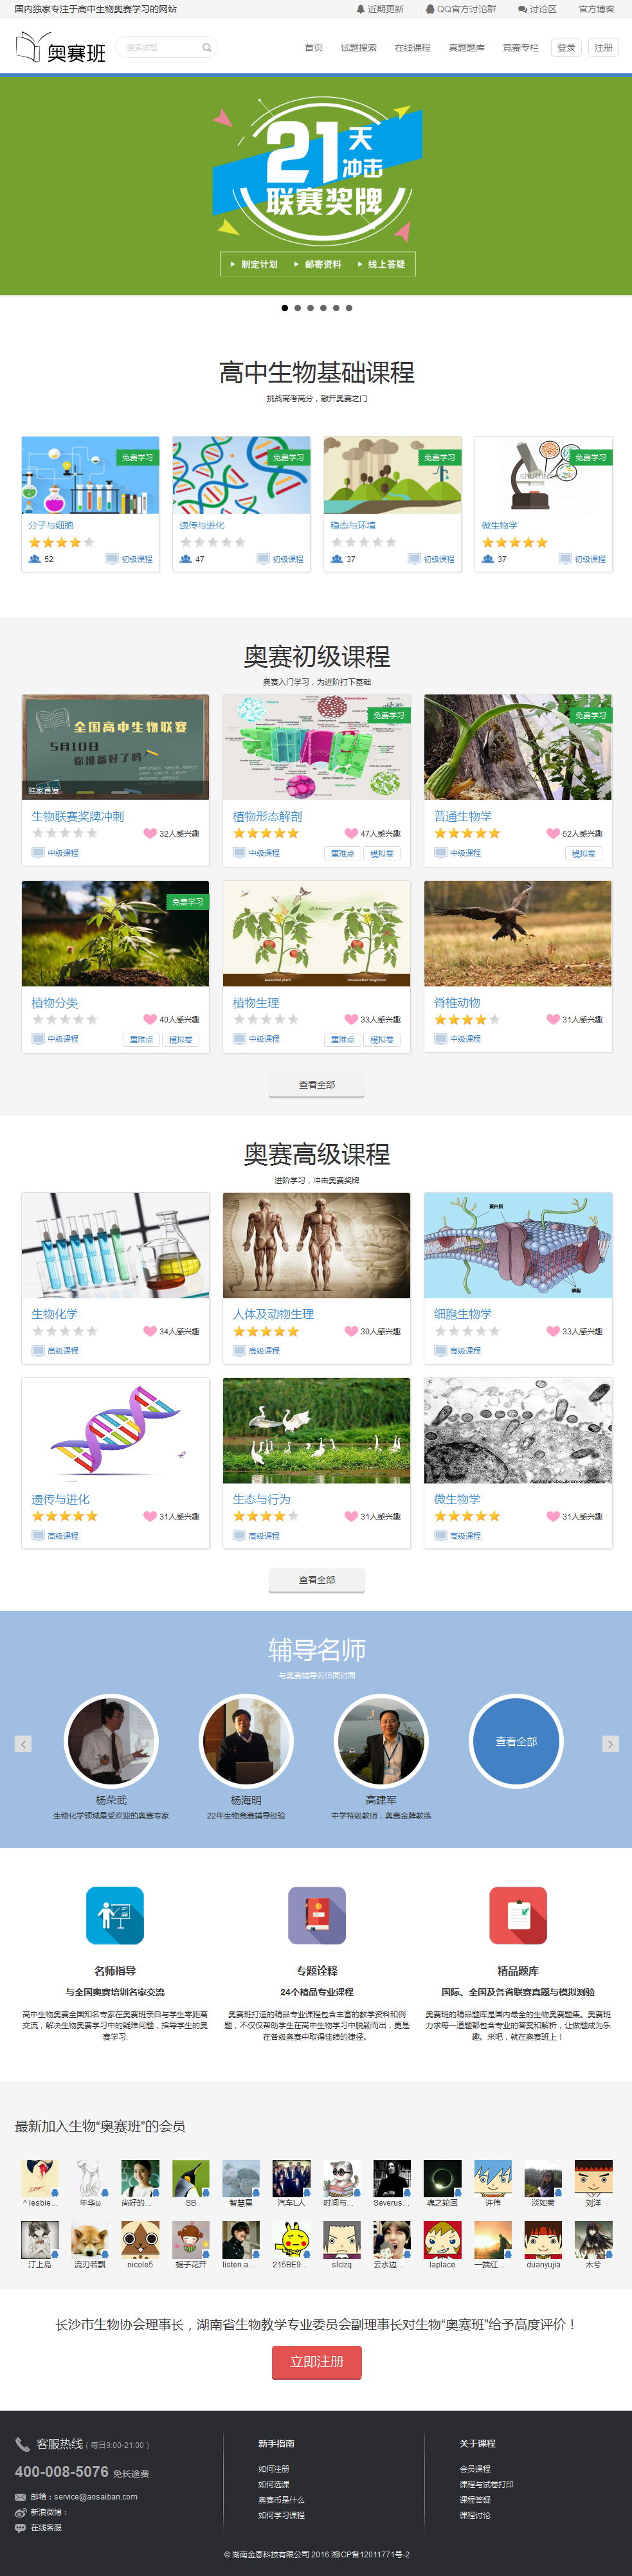 国内独家专注于高中生物奥赛学习的网站
近期更新 QQ官方讨论群 讨论区 官方博客
奥赛班 搜索试题 首页 试题搜索 在线课程 真题题库 竞赛专栏 登录 注册
21天
冲击
联赛奖牌
制定计划 邮寄资料 线上答疑
高中生物基础课程
挑战高考高分，敲开奥赛之门
免费学习 免费学习 免费学习 免费学习
分子与细胞 遗传与进化 稳态与环境 微生物学
52 初级课程 47 初级课程 37 初级课程 37 初级课程
奥赛初级课程
奥赛入门学习，为进阶打下基础
全国高中生物联赛
5月10日
你准备好了吗
独家首发
免费学习 免费学习
生物联赛奖牌冲刺 植物形态解剖 普通生物学
32人感兴趣 47人感兴趣 52人感兴趣
中级课程 中级课程 重难点 模拟卷 中级课程 模拟卷
免费学习
植物分类 植物生理 脊椎动物
40人感兴趣 33人感兴趣 31人感兴趣
中级课程 重难点 模拟卷 中级课程 重难点 模拟卷 中级课程
查看全部
奥赛高级课程
进阶学习，冲击奥赛奖牌
生物化学 人体及动物生理 细胞生物学
34人感兴趣 30人感兴趣 33人感兴趣
高级课程 高级课程 高级课程
遗传与进化 生态与行为 微生物学
31人感兴趣 31人感兴趣 31人感兴趣
高级课程 高级课程 高级课程
查看全部
辅导名师
与奥赛辅导名师面对面
查看全部
杨荣武 杨海明 高建军
生物化学领域最受欢迎的奥赛专家 22年生物竞赛辅导经验 中学特级教师，奥赛金牌教练
名师指导 专题诠释 精品题库
与全国奥赛培训名家交流 24个精品专业课程 国际、全国及各省联赛真题与模拟测验
高中生物奥赛全国知名专家在奥赛班亲自与学生零距离交流，解决生物奥赛学习中的疑难问题，指导学生的奥赛学习.
奥赛班打造的精品专业课程包含丰富的教学资料和例题，不仅仅帮助学生在高中生物学习中脱颖而出，更是在各级奥赛中取得佳绩的捷径。
奥赛班的精品题库是国内最全的生物奥赛题集。奥赛班力求每一道题都包含专业的答案和解析，让做题成为乐趣。来吧，就在奥赛班上！
最新加入生物“奥赛班”的会员
^ lesbie... 年华ω 尚好的... SB 智慧星 汽车L人 时间与... Severus... 魂之轮回 许伟 淡如菊 刘洋
汀上岛 流刃若飘 nicole5 栀子花开 listen a... 215BE9... slclzq 云水边... laplace 一蹴红... duanyujia 木兮
长沙市生物协会理事长，湖南省生物教学专业委员会副理事长对生物“奥赛班”给予高度评价！
立即注册
客服热线 ( 每日9:00-21:00 )
400-008-5076 免长途费
邮箱：service@aosaiban.com
新浪微博：
在线客服
新手指南
如何注册
如何选课
奥赛币是什么
如何学习课程
关于课程
会员课程
课程与试卷打印
课程答疑
课程讨论
© 湖南金恩科技有限公司 2016 湘ICP备12011771号-2